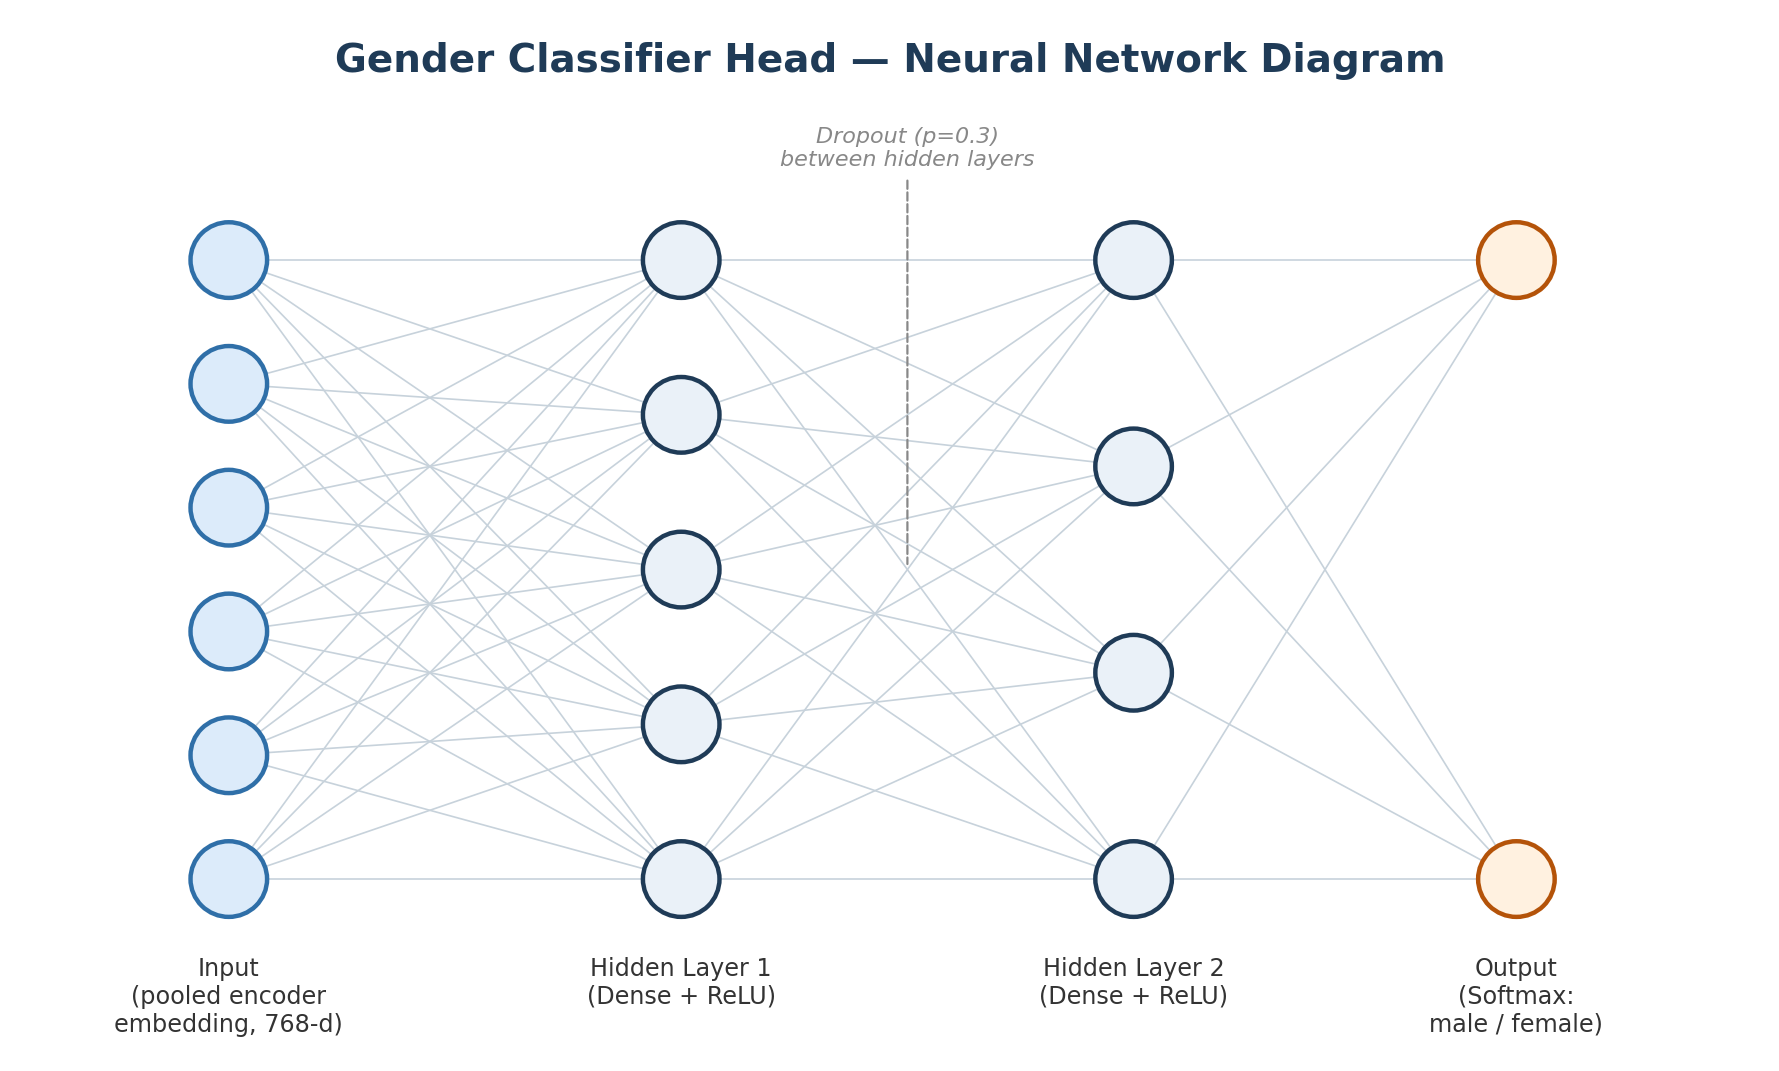 Gender Classifier Head — Neural Network Diagram
Dropout (p=0.3)
between hidden layers
Input
(pooled encoder
embedding, 768-d)
Hidden Layer 1
(Dense + ReLU)
Hidden Layer 2
(Dense + ReLU)
Output
(Softmax:
male / female)